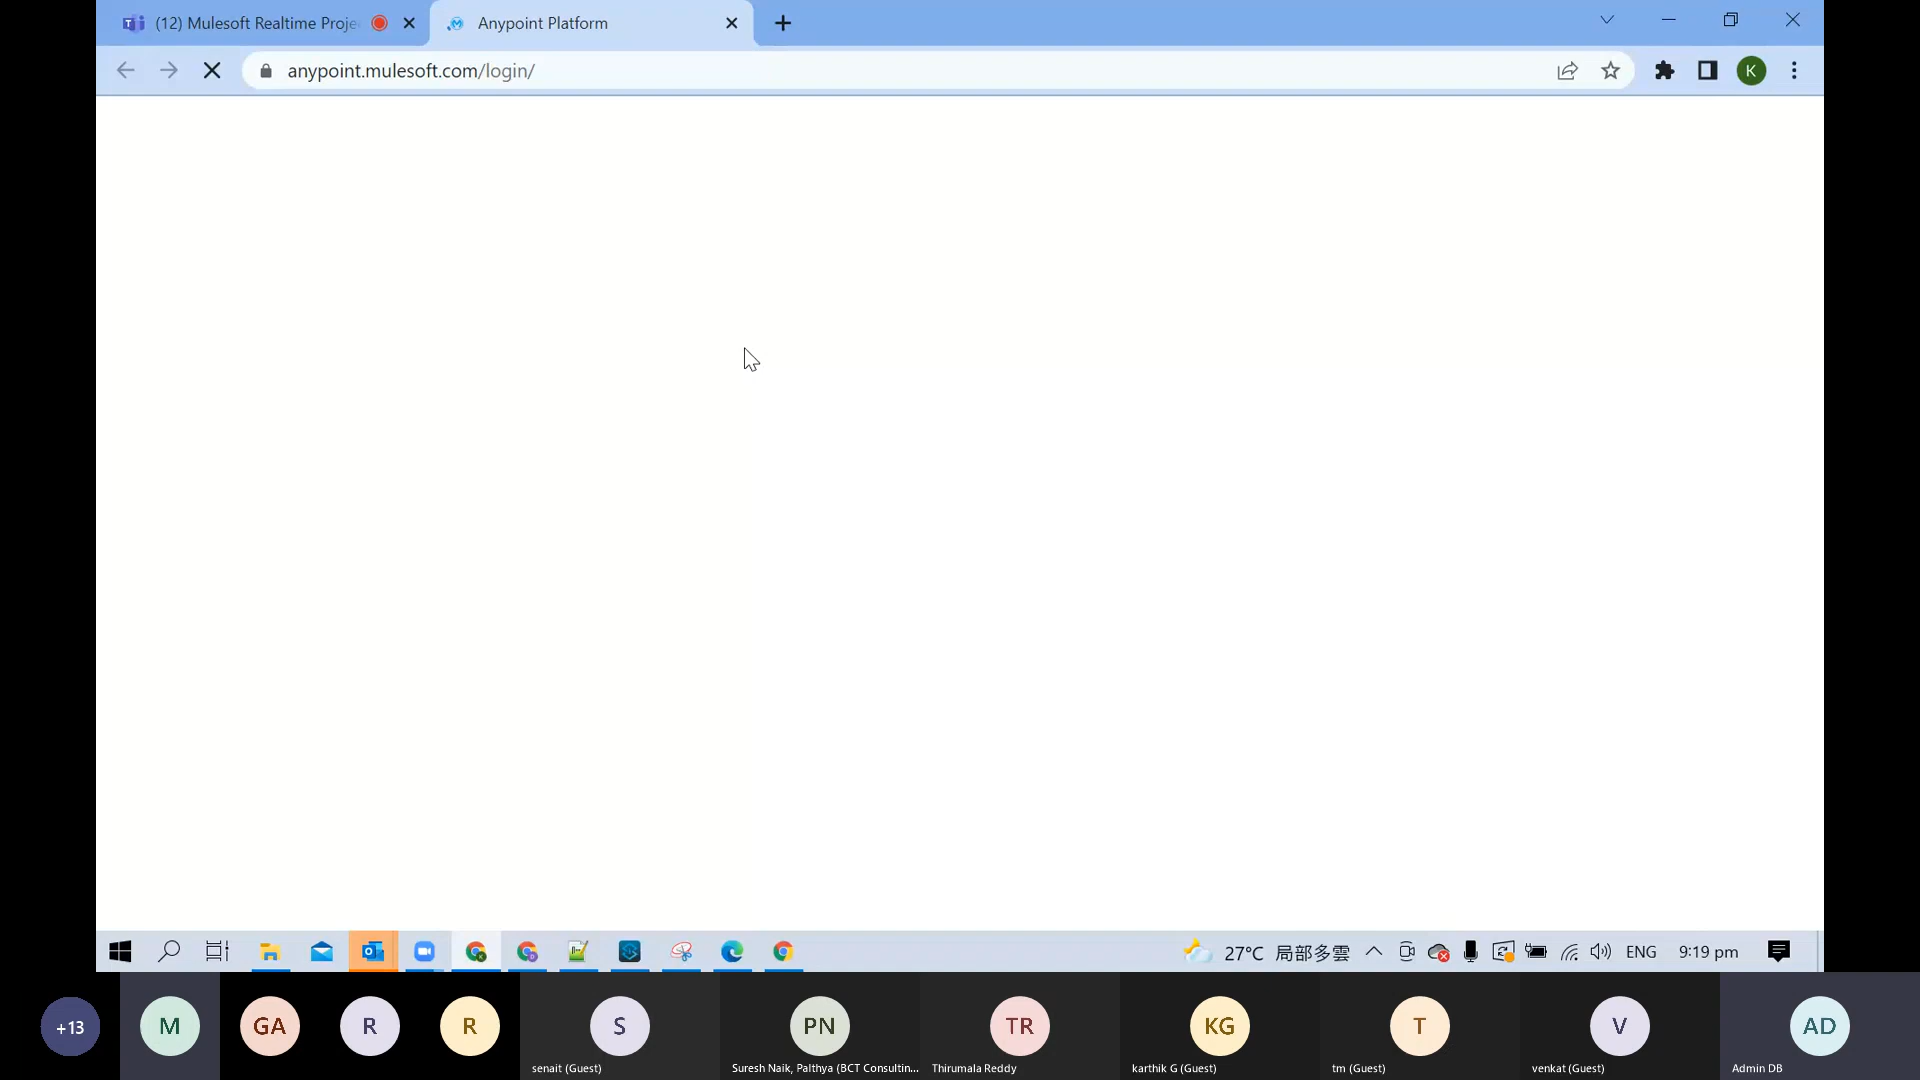 (12) Mulesoft Realtime Proje
Anypoint Platform
anypoint.mulesoft.com/login/
K
27°C 局部多雲
ENG
9:19 pm
+13
M
GA
R
R
S
PN
TR
KG
T
V
AD
senait (Guest)
Suresh Naik, Palthya (BCT Consultin...
Thirumala Reddy
karthik G (Guest)
tm (Guest)
venkat (Guest)
Admin DB